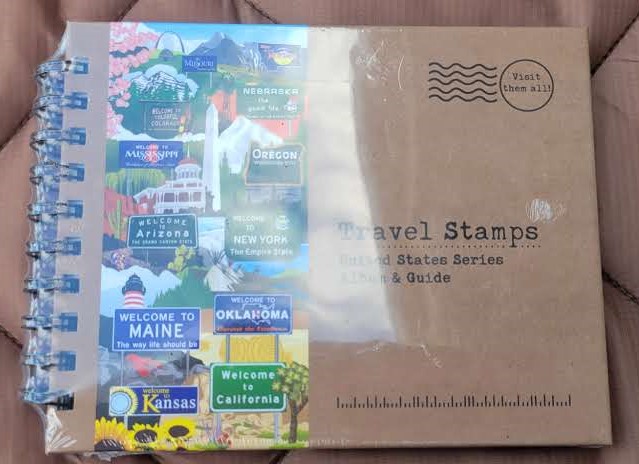 Missouri
NEBRASKA
the
good life
WELCOME TO
COLORFUL
COLORADO
WELCOME TO
MISSISSIPPI
OREGON
WELCOME
TO
Arizona
THE GRAND CANYON STATE
WELCOME
TO
NEW YORK
The Empire State
WELCOME TO
MAINE
The way life should be
WELCOME TO
OKLAHOMA
welcome
to
Kansas
Welcome
to
California
Visit
them all!
Travel Stamps
United States Series
Album & Guide